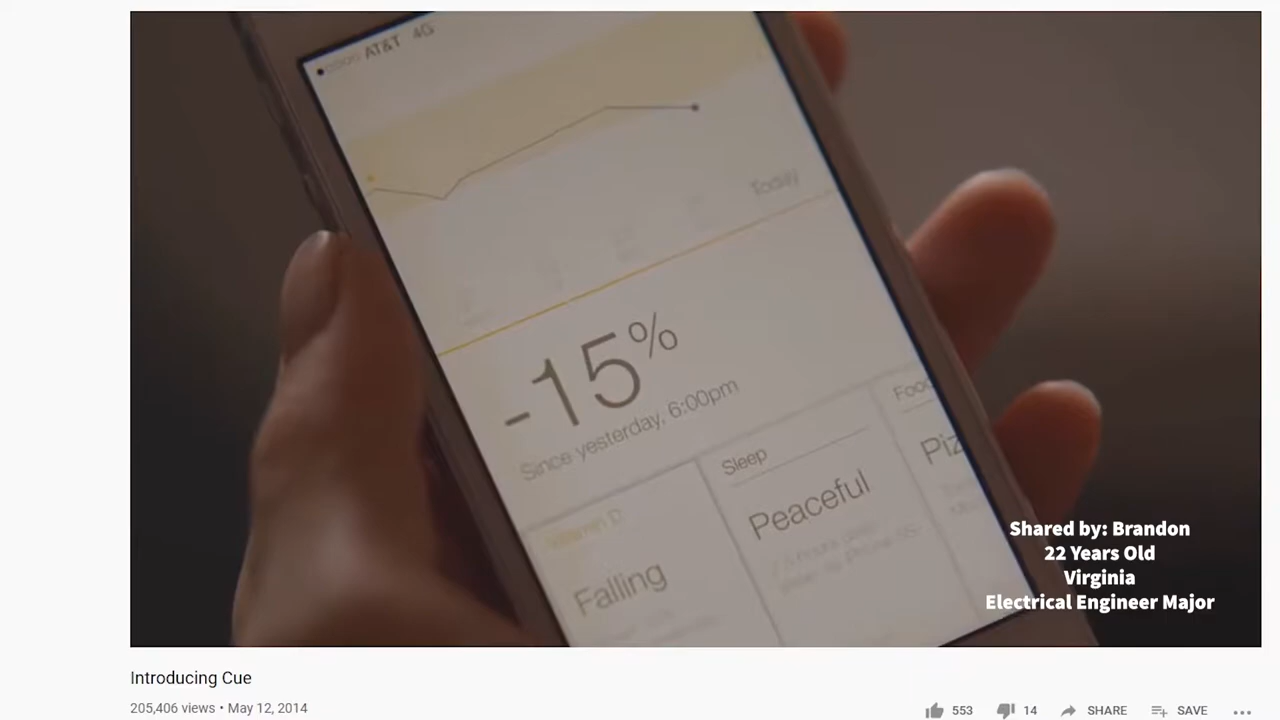 AT&T 4G
Today
-15%
Since yesterday, 6:00pm
Vitamin D
Falling
Sleep
Peaceful
Shared by: Brandon
22 Years Old
Virginia
Electrical Engineer Major
Introducing Cue
205,406 views • May 12, 2014
553
14
SHARE
SAVE